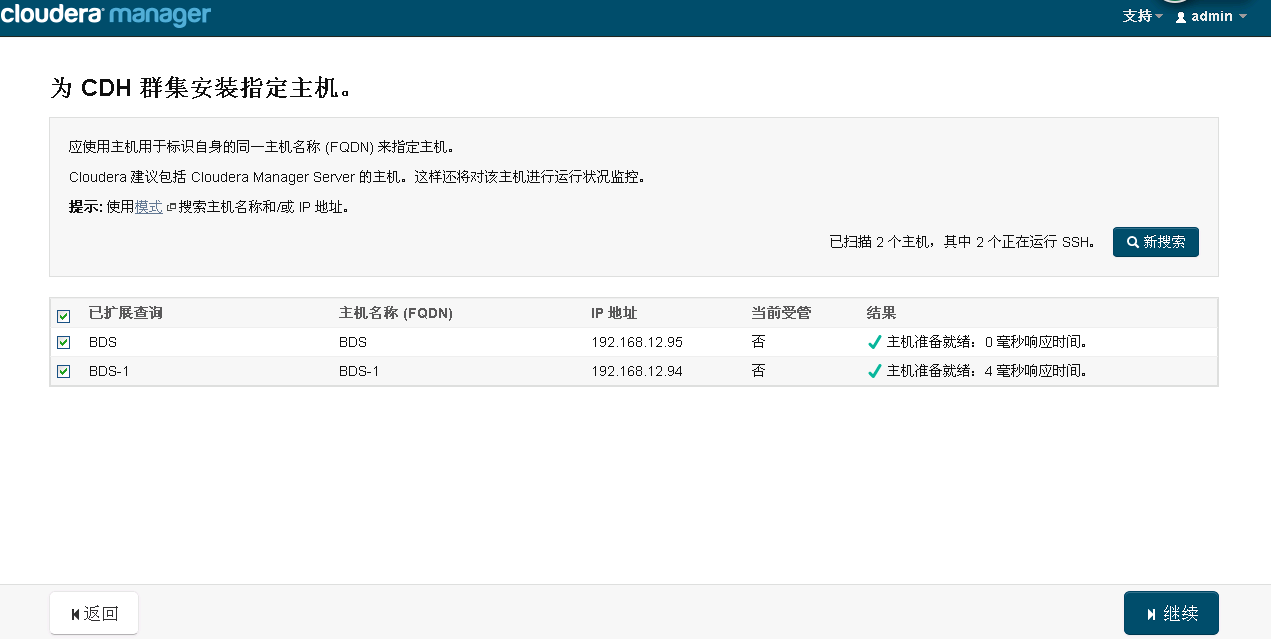 cloudera manager
支持 admin
为 CDH 群集安装指定主机。
应使用主机用于标识自身的同一主机名称 (FQDN) 来指定主机。
Cloudera 建议包括 Cloudera Manager Server 的主机。这样还将对该主机进行运行状况监控。
提示: 使用模式 搜索主机名称和/或 IP 地址。
已扫描 2 个主机，其中 2 个正在运行 SSH。 新搜索
已扩展查询 主机名称 (FQDN) IP 地址 当前受管 结果
BDS BDS 192.168.12.95 否 主机准备就绪：0 毫秒响应时间。
BDS-1 BDS-1 192.168.12.94 否 主机准备就绪：4 毫秒响应时间。
返回 继续